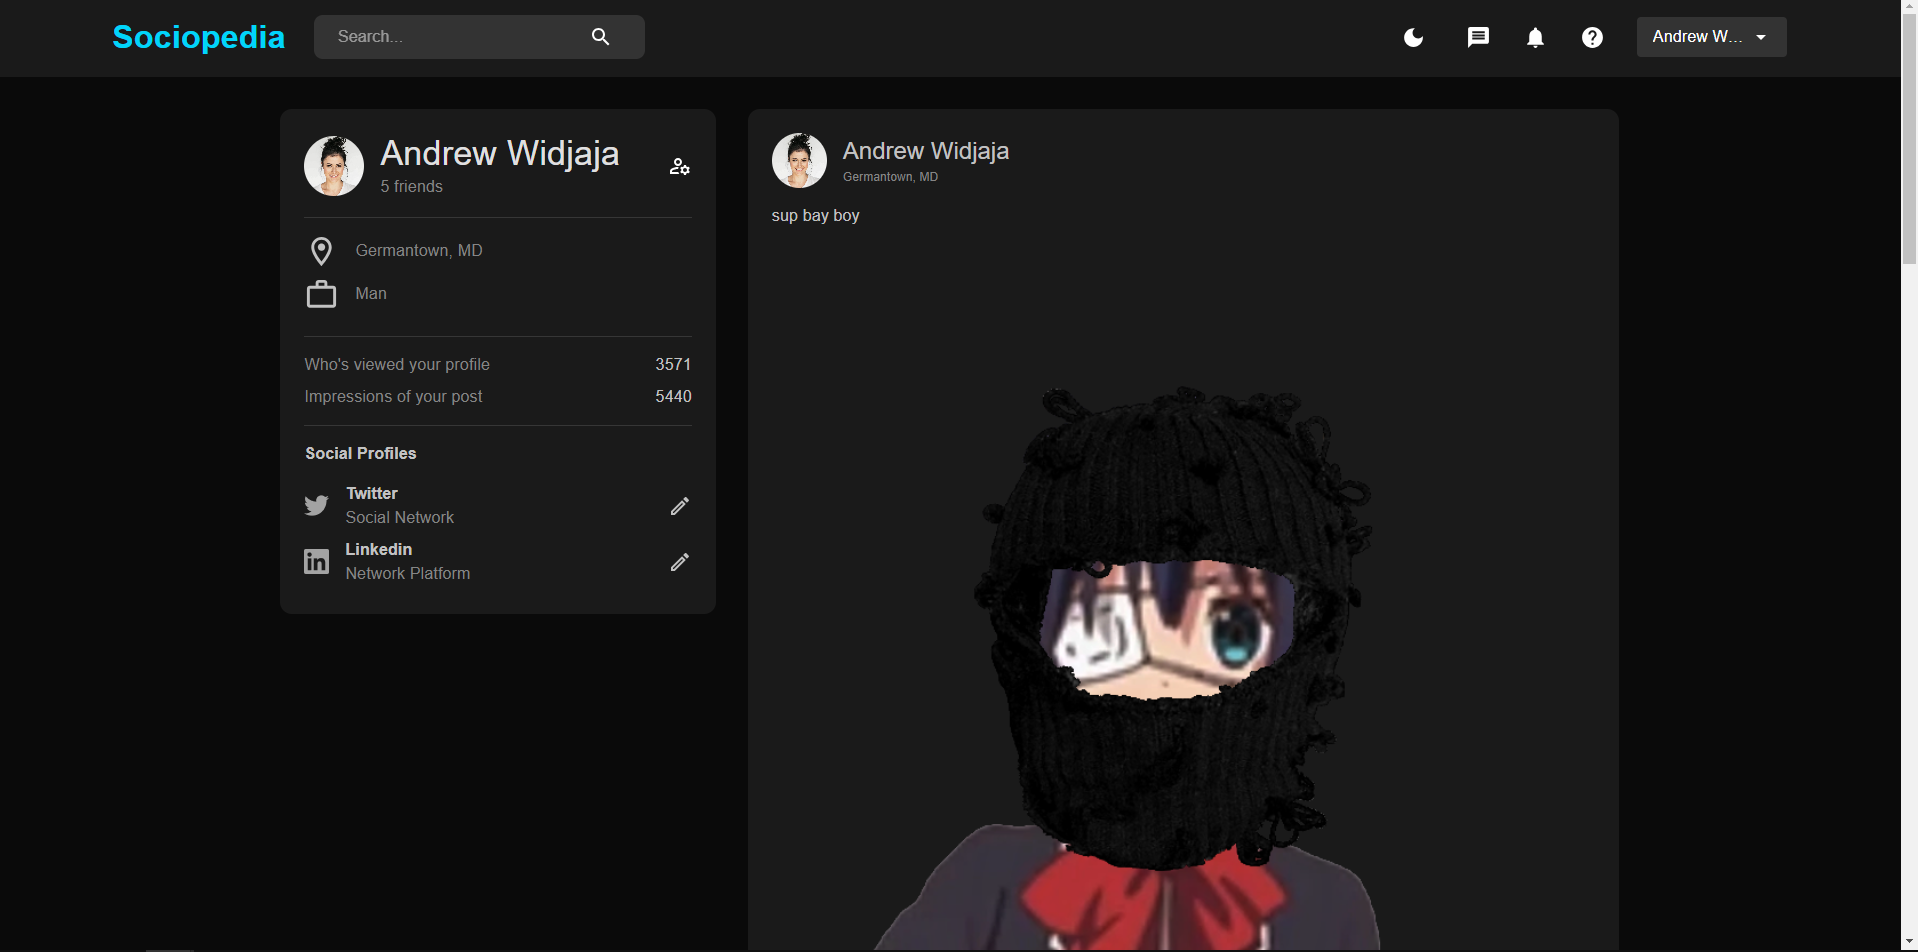 Sociopedia
Search...
Andrew W...
Andrew Widjaja
5 friends
Germantown, MD
Man
Who's viewed your profile 3571
Impressions of your post 5440
Social Profiles
Twitter
Social Network
Linkedin
Network Platform
Andrew Widjaja
Germantown, MD
sup bay boy